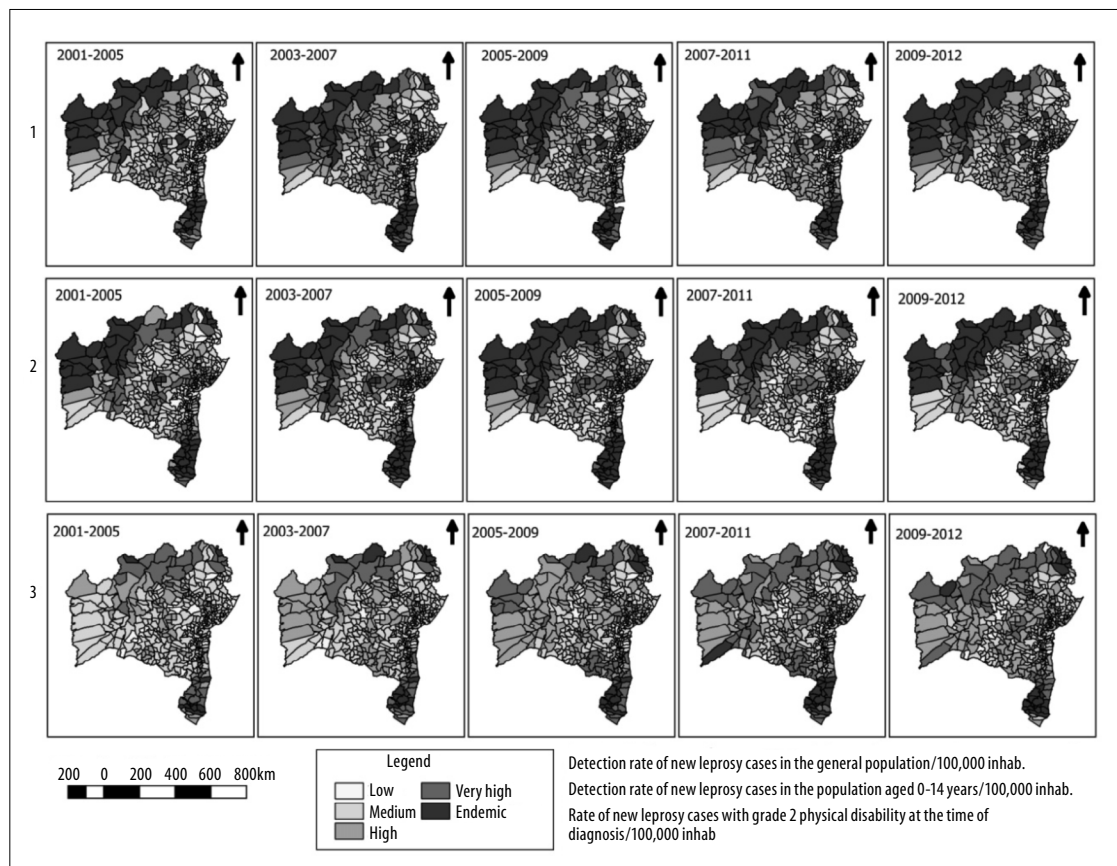 2001-2005 2003-2007 2005-2009 2007-2011 2009-2012
1
2001-2005 2003-2007 2005-2009 2007-2011 2009-2012
2
2001-2005 2003-2007 2005-2009 2007-2011 2009-2012
3
200 0 200 400 600 800km
Legend
Low
Medium
High
Very high
Endemic
Detection rate of new leprosy cases in the general population/100,000 inhab.
Detection rate of new leprosy cases in the population aged 0-14 years/100,000 inhab.
Rate of new leprosy cases with grade 2 physical disability at the time of
diagnosis/100,000 inhab